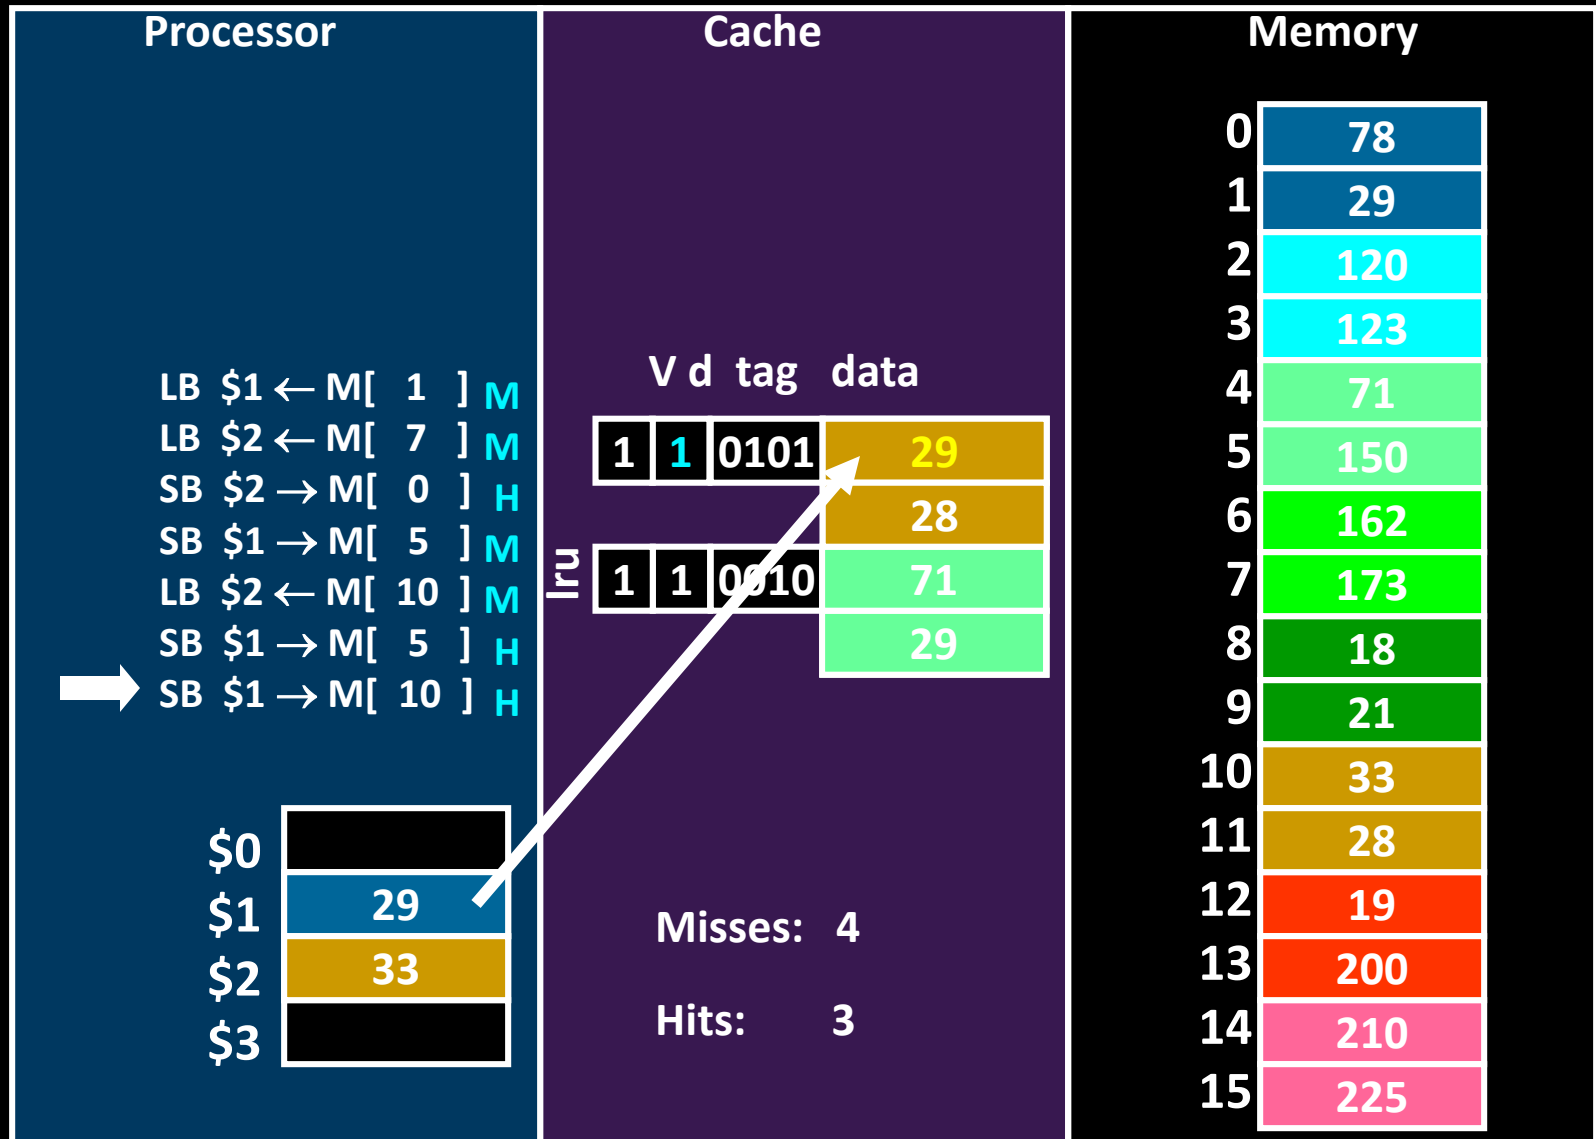 Processor
LB $1 ← M[ 1 ] M
LB $2 ← M[ 7 ] M
SB $2 → M[ 0 ] H
SB $1 → M[ 5 ] M
LB $2 ← M[ 10 ] M
SB $1 → M[ 5 ] H
SB $1 → M[ 10 ] H
$0
$1 29
$2 33
$3
Cache
V d tag data
1 1 0101 29
28
lru 1 1 0010 71
29
Misses: 4
Hits: 3
Memory
0 78
1 29
2 120
3 123
4 71
5 150
6 162
7 173
8 18
9 21
10 33
11 28
12 19
13 200
14 210
15 225